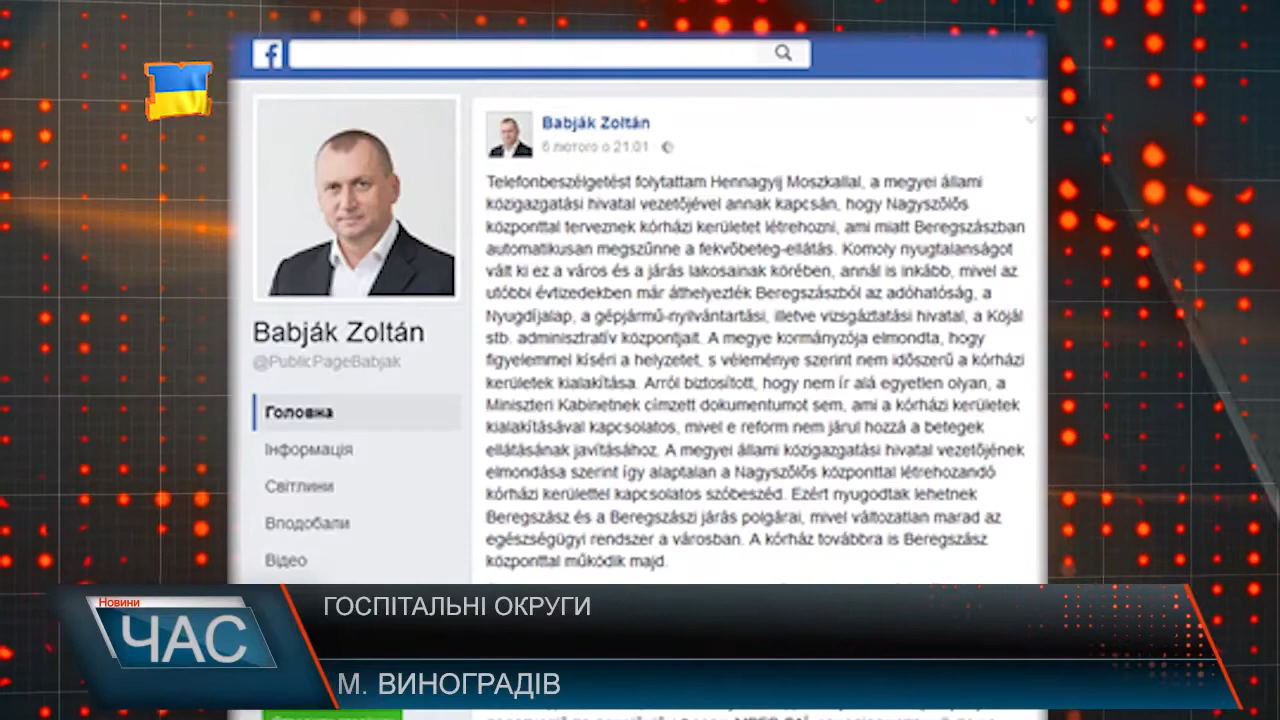 f
Babják Zoltán
6 лютого о 21:01
Telefonbeszélgetést folytattam Hennagyij Moszkallal, a megyei állami
közigazgatási hivatal vezetőjével annak kapcsán, hogy Nagyszőlős
központtal terveznek kórházi kerületet létrehozni, ami miatt Beregszászban
automatikusan megszűnne a fekvőbeteg-ellátás. Komoly nyugtalanságot
vált ki ez a város és a járás lakosainak körében, annál is inkább, mivel az
utóbbi évtizedekben már áthelyezték Beregszászból az adóhatóság, a
Nyugdíjalap, a gépjármű-nyilvántartási, illetve vizsgáztatási hivatal, a Köjál
stb. adminisztratív központjait. A megye kormányzója elmondta, hogy
figyelemmel kíséri a helyzetet, s véleménye szerint nem időszerű a kórházi
kerületek kialakítása. Arról biztosított, hogy nem ír alá egyetlen olyan, a
Miniszteri Kabinetnek címzett dokumentumot sem, ami a kórházi kerületek
kialakításával kapcsolatos, mivel e reform nem járul hozzá a betegek
ellátásának javításához. A megyei állami közigazgatási hivatal vezetőjének
elmondása szerint így alaptalan a Nagyszőlős központtal létrehozandó
kórházi kerülettel kapcsolatos szóbeszéd. Ezért nyugodtak lehetnek
Beregszász és a Beregszászi járás polgárai, mivel változatlan marad az
egészségügyi rendszer a városban. A kórház továbbra is Beregszász
központtal működik majd.
Babják Zoltán
@PublicPageBabjak
Головна
Інформація
Світлини
Вподобали
Відео
Новини
ЧАС
ГОСПІТАЛЬНІ ОКРУГИ
М. ВИНОГРАДІВ